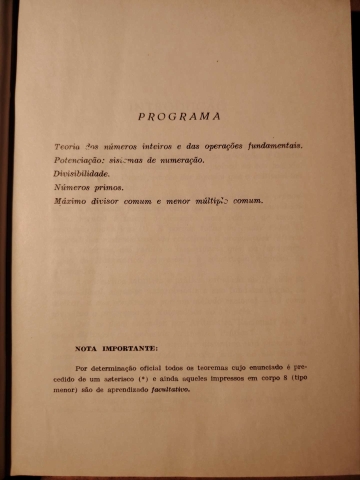 PROGRAMA
Teoria dos números inteiros e das operações fundamentais.
Potenciação: sistemas de numeração.
Divisibilidade.
Números primos.
Máximo divisor comum e menor múltiplo comum.
NOTA IMPORTANTE:
Por determinação oficial todos os teoremas cujo enunciado é pre-
cedido de um asterisco (*) e ainda aqueles impressos em corpo 8 (tipo
menor) são de aprendizado facultativo.